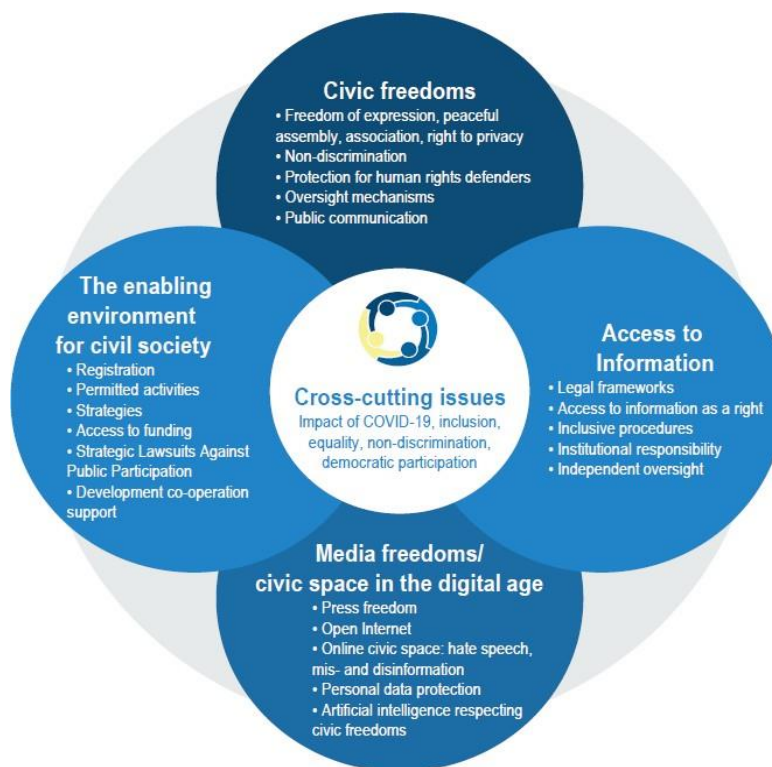 Civic freedoms
• Freedom of expression, peaceful
assembly, association, right to privacy
• Non-discrimination
• Protection for human rights defenders
• Oversight mechanisms
• Public communication
The enabling
environment
for civil society
• Registration
• Permitted activities
• Strategies
• Access to funding
• Strategic Lawsuits Against
Public Participation
• Development co-operation
support
Cross-cutting issues
Impact of COVID-19, inclusion,
equality, non-discrimination,
democratic participation
Access to
Information
• Legal frameworks
• Access to information as a right
• Inclusive procedures
• Institutional responsibility
• Independent oversight
Media freedoms/
civic space in the digital age
• Press freedom
• Open Internet
• Online civic space: hate speech,
mis- and disinformation
• Personal data protection
• Artificial intelligence respecting
civic freedoms